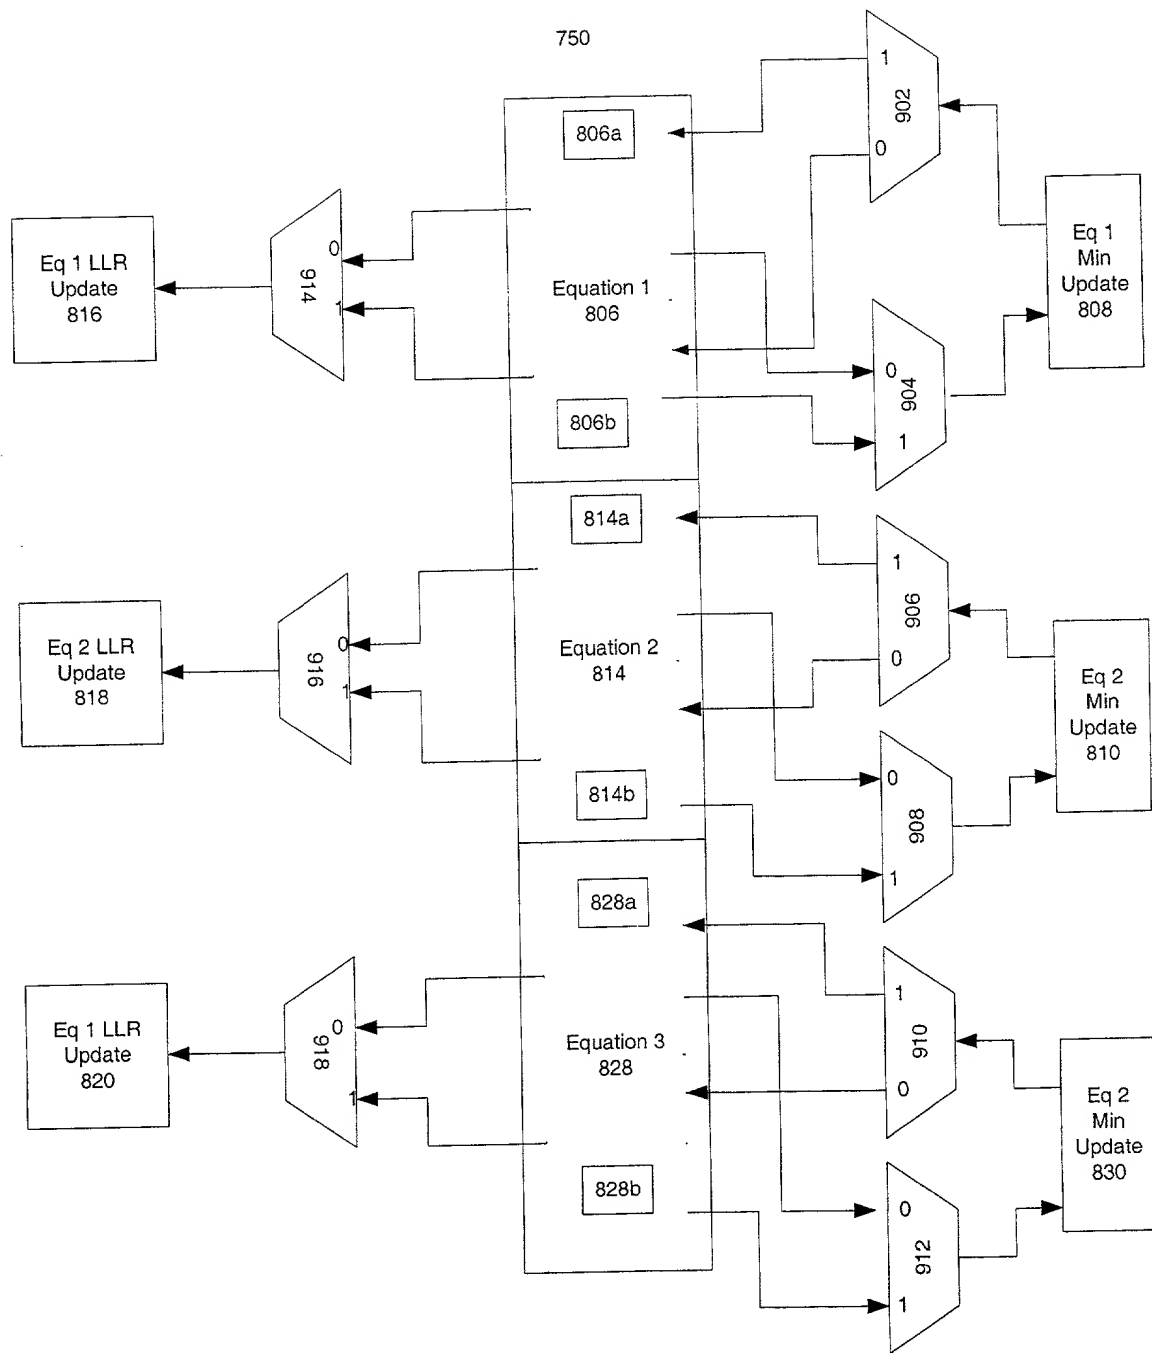 750
1
902
0
806a
Eq 1
Min
Update
808
0
914
1
Eq 1 LLR
Update
816
Equation 1
806
0
904
1
806b
814a
1
906
0
Eq 2 LLR
Update
818
0
916
1
Equation 2
814
Eq 2
Min
Update
810
814b
0
908
1
828a
1
910
0
Eq 1 LLR
Update
820
0
918
1
Equation 3
828
Eq 2
Min
Update
830
828b
0
912
1